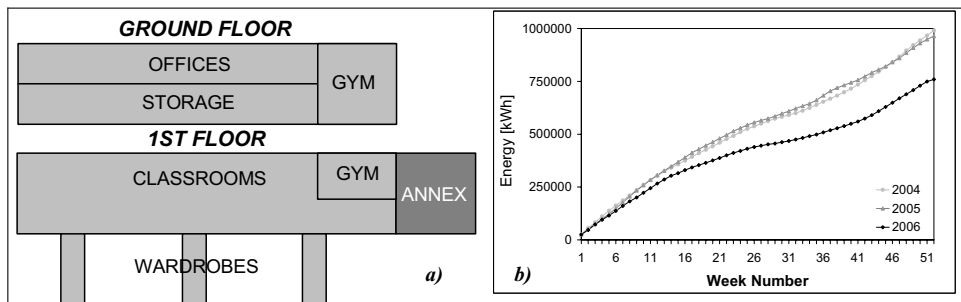 GROUND FLOOR
OFFICES
STORAGE
GYM
1ST FLOOR
CLASSROOMS
GYM
ANNEX
WARDROBES
a)
Energy [kWh]
1000000
750000
500000
250000
0
1 6 11 16 21 26 31 36 41 46 51
Week Number
2004
2005
2006
b)